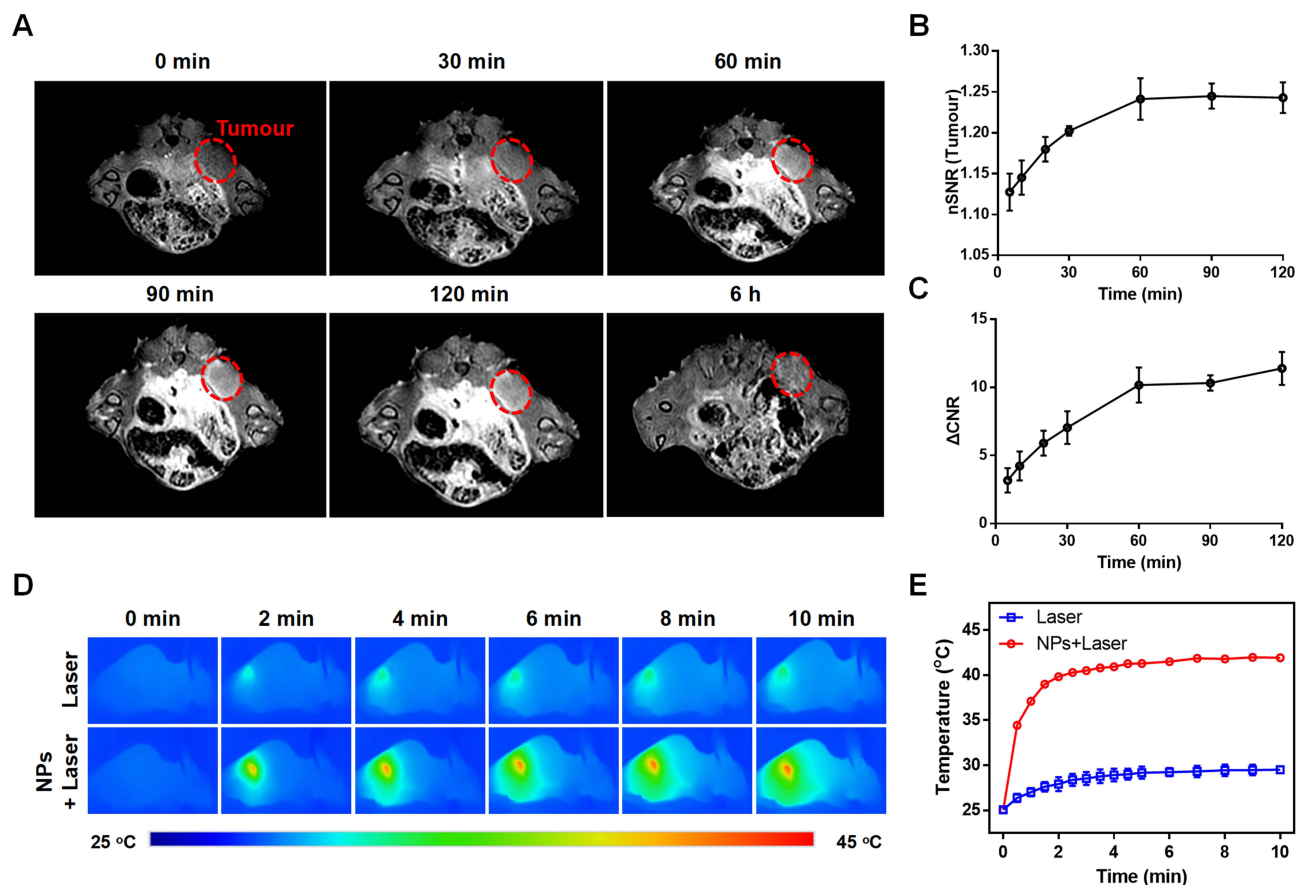 A
0 min
30 min
60 min
Tumour
90 min
120 min
6 h
B
nSNR (Tumour)
1.30
1.25
1.20
1.15
1.10
1.05
0
30
60
90
120
Time (min)
C
ΔCNR
15
10
5
0
0
30
60
90
120
Time (min)
D
0 min
2 min
4 min
6 min
8 min
10 min
Laser
NPs
+ Laser
25 °C
45 °C
E
Laser
NPs+Laser
Temperature (°C)
45
40
35
30
25
0
2
4
6
8
10
Time (min)